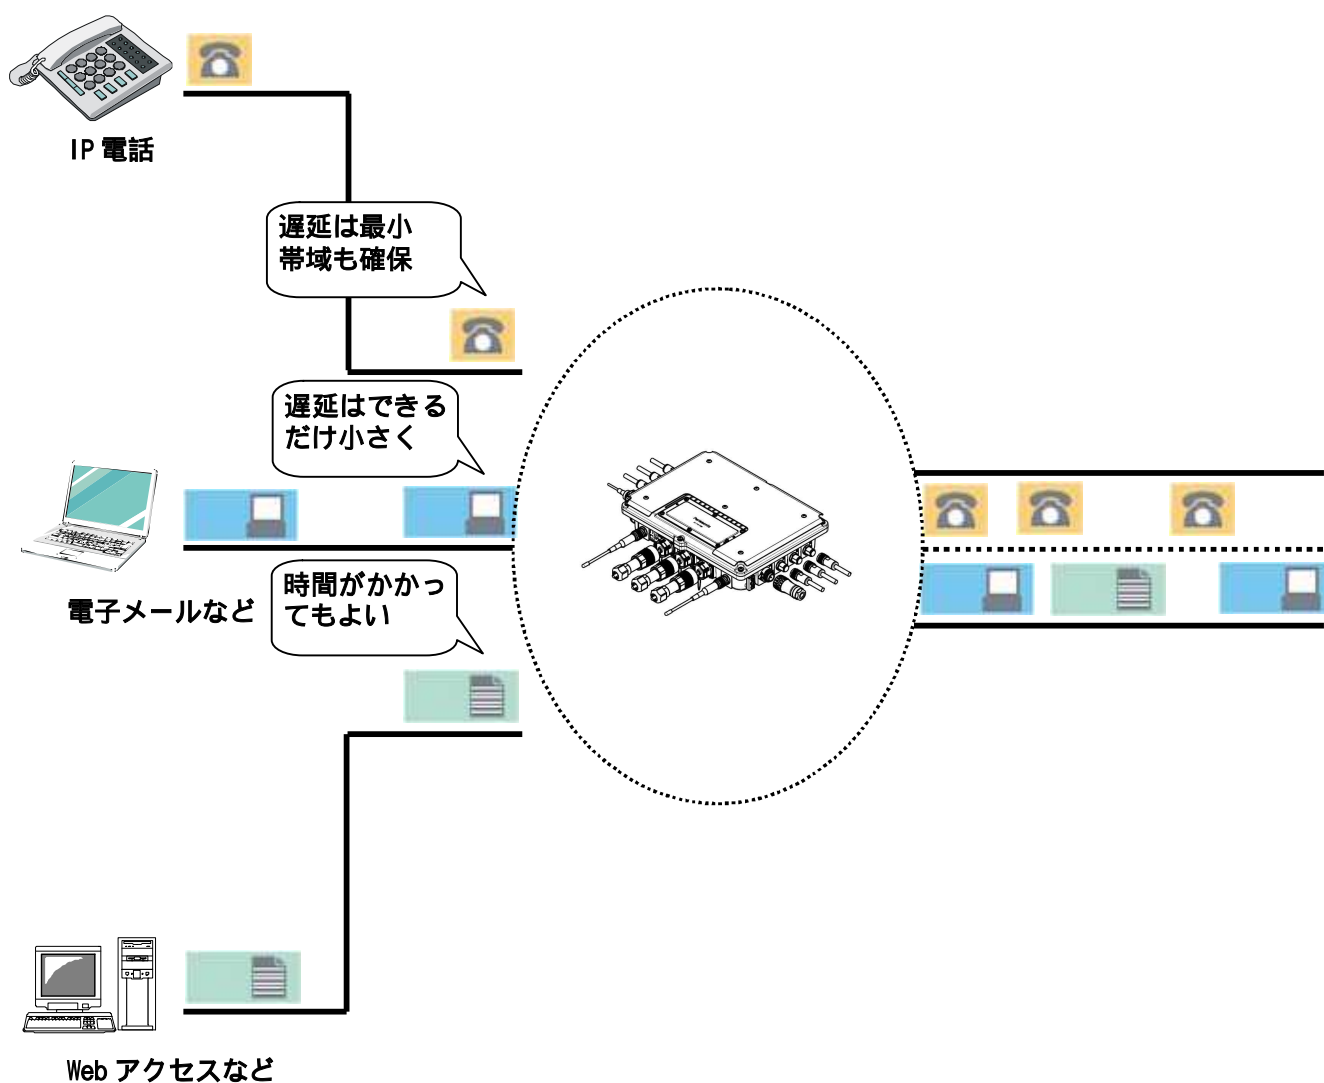 IP 電話
遅延は最小
帯域も確保
遅延はできる
だけ小さく
電子メールなど
時間がかかっ
てもよい
Web アクセスなど